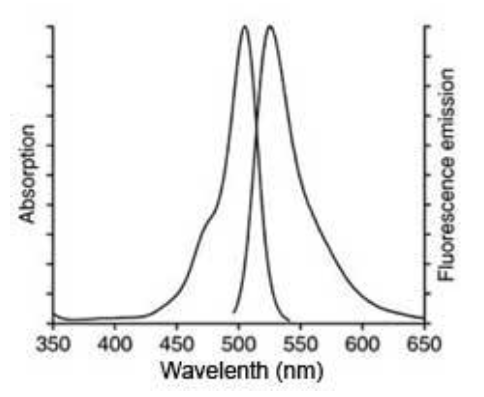 Absorption
Fluorescence emission
350 400 450 500 550 600 650
Wavelenth (nm)